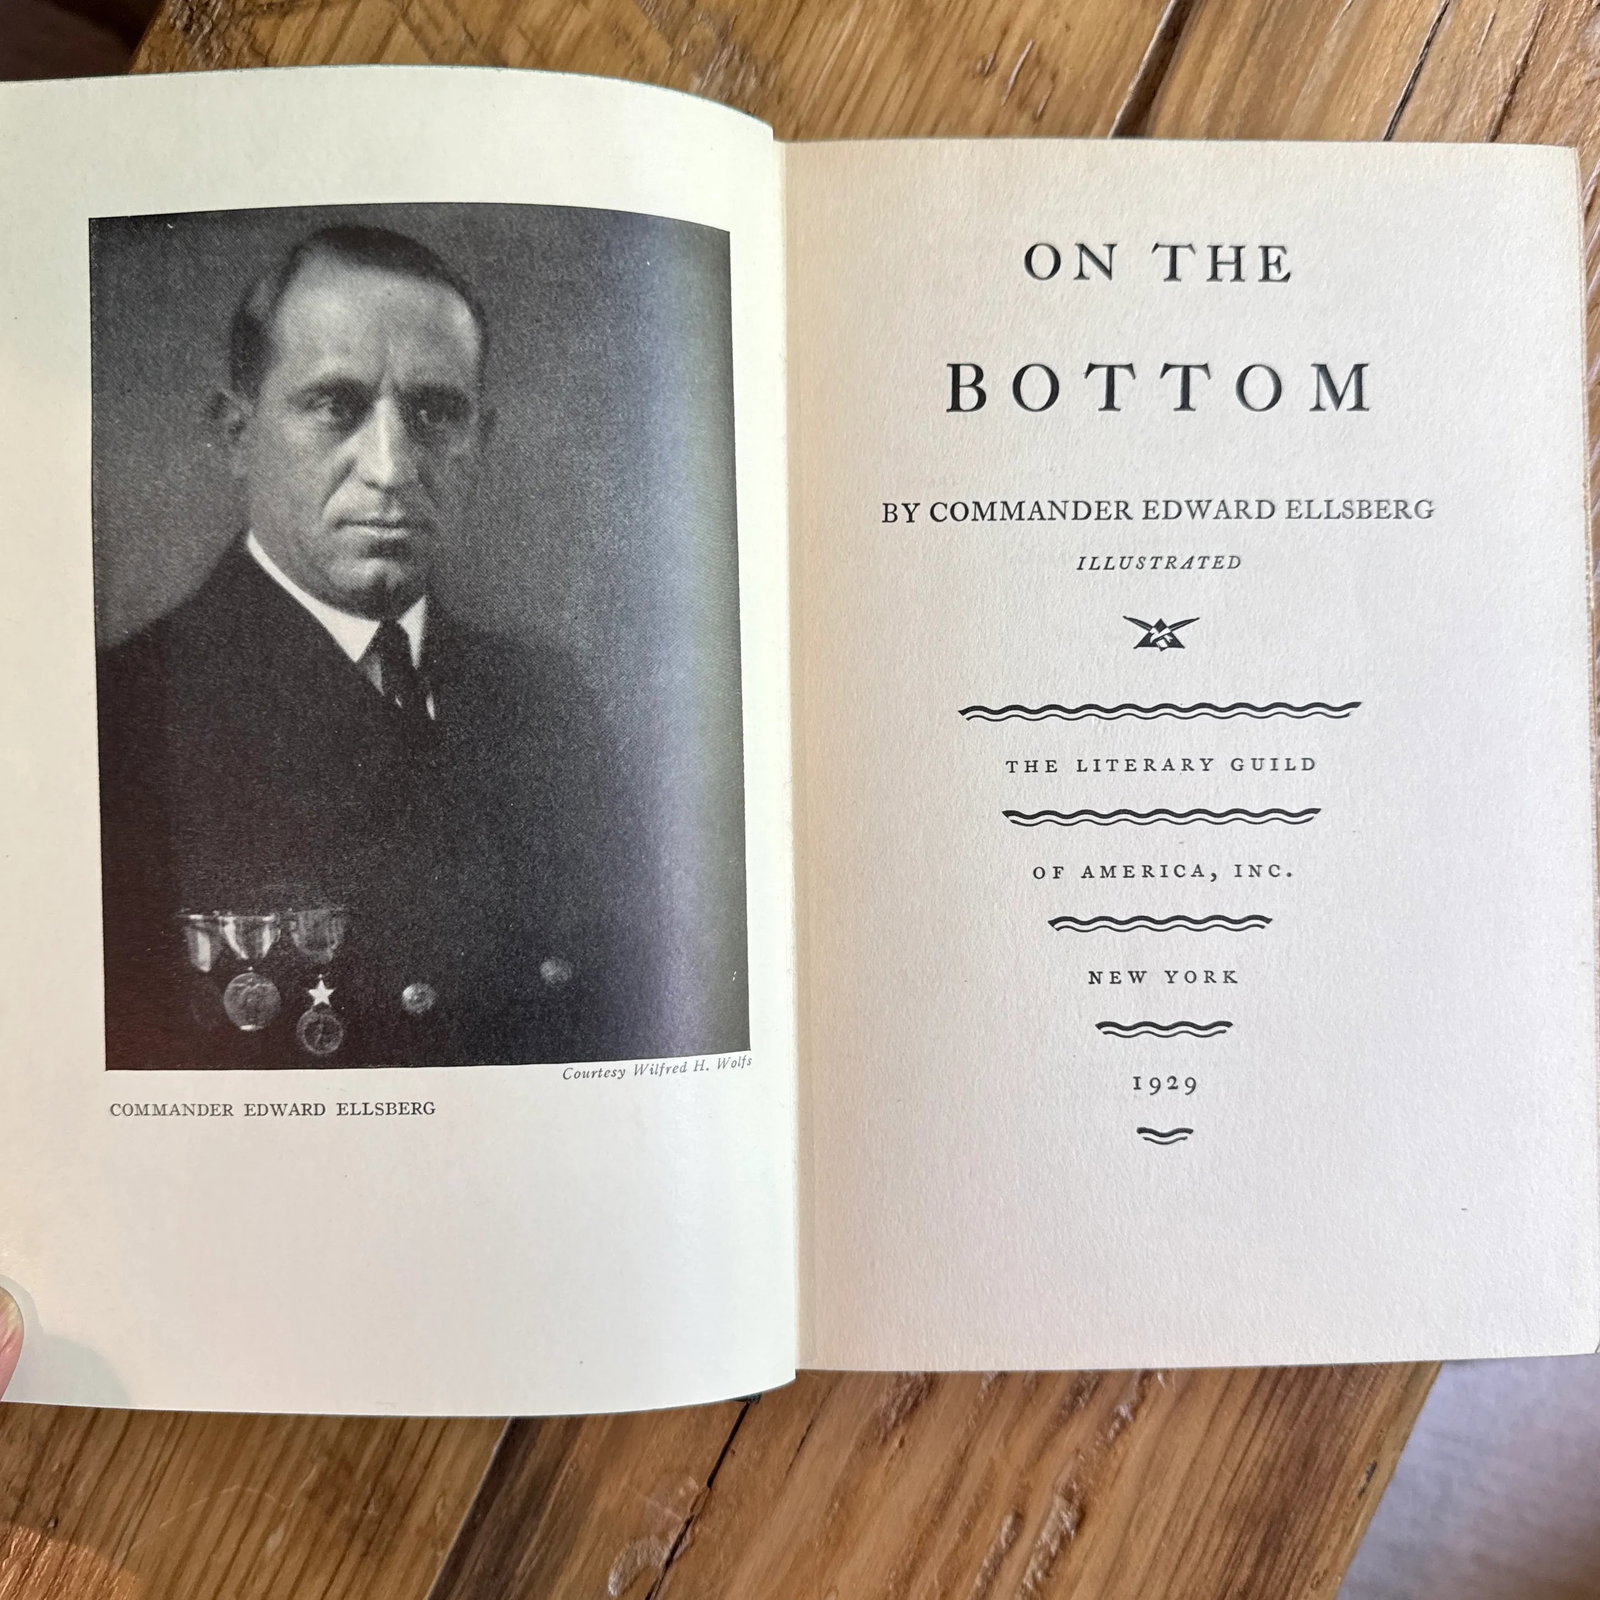 Courtesy Wilfred H. Wolfs
COMMANDER EDWARD ELLSBERG
ON THE
BOTTOM
BY COMMANDER EDWARD ELLSBERG
ILLUSTRATED
THE LITERARY GUILD
OF AMERICA, INC.
NEW YORK
1929